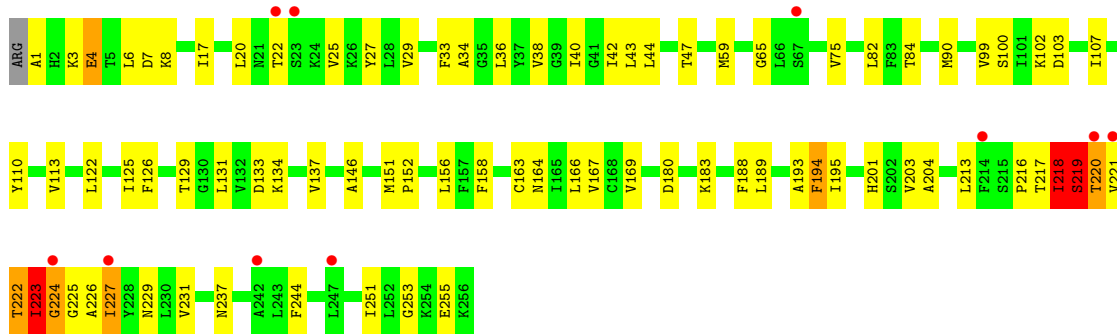 ARG A1 H2 K3 E4 T5 L6 D7 K8 I17 L20 N21 T22 S23 K24 V25 K26 Y27 L28 V29 F33 A34 G35 L36 Y37 V38 G39 I40 G41 I42 L43 L44 T47 M59 G65 L66 S67 V75 L82 F83 T84 M90 V99 S100 I101 K102 D103 I107
Y110 V113 L122 I125 F126 T129 G130 L131 V132 D133 K134 V137 A146 M151 P152 L156 F157 F158 C163 N164 I165 L166 V167 C168 V169 D180 K183 F188 L189 A193 F194 I195 H201 S202 V203 A204 L213 F214 S215 P216 T217 I218 S219 T220 V221
T222 I223 G224 G225 A226 I227 Y228 N229 L230 V231 N237 A242 L243 F244 L247 I251 L252 G253 K254 E255 K256